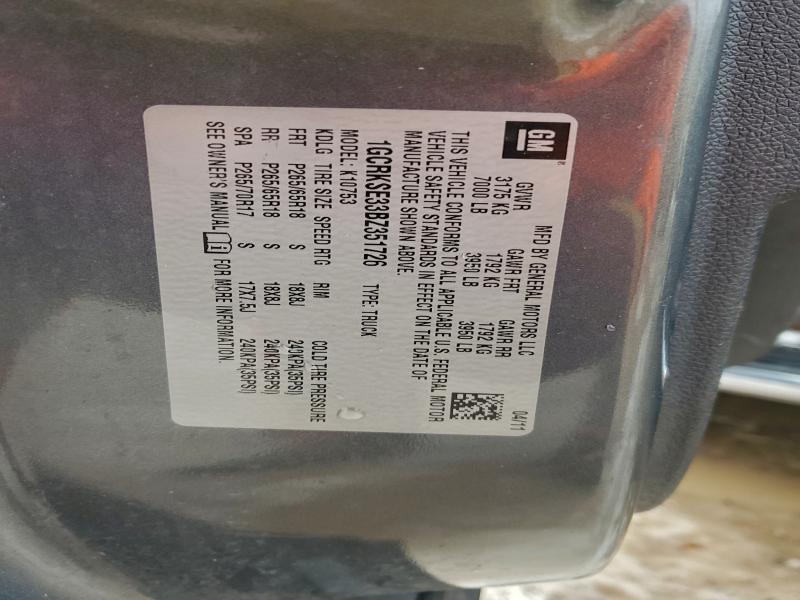 GM
MFD BY GENERAL MOTORS LLC 04/11
GVWR GAWR FRT GAWR RR
3175 KG 1792 KG 1792 KG
7000 LB 3950 LB 3950 LB
THIS VEHICLE CONFORMS TO ALL APPLICABLE U.S. FEDERAL MOTOR
VEHICLE SAFETY STANDARDS IN EFFECT ON THE DATE OF
MANUFACTURE SHOWN ABOVE.
1GCRKSE33BZ351726 TYPE: TRUCK
MODEL: K10753
KDLG TIRE SIZE SPEED RTG RIM COLD TIRE PRESSURE
FRT P265/65R18 S 18X8J 240KPA(35PSI)
RR P265/65R18 S 18X8J 240KPA(35PSI)
SPA P265/70R17 S 17X7.5J 240KPA(35PSI)
SEE OWNER'S MANUAL FOR MORE INFORMATION.